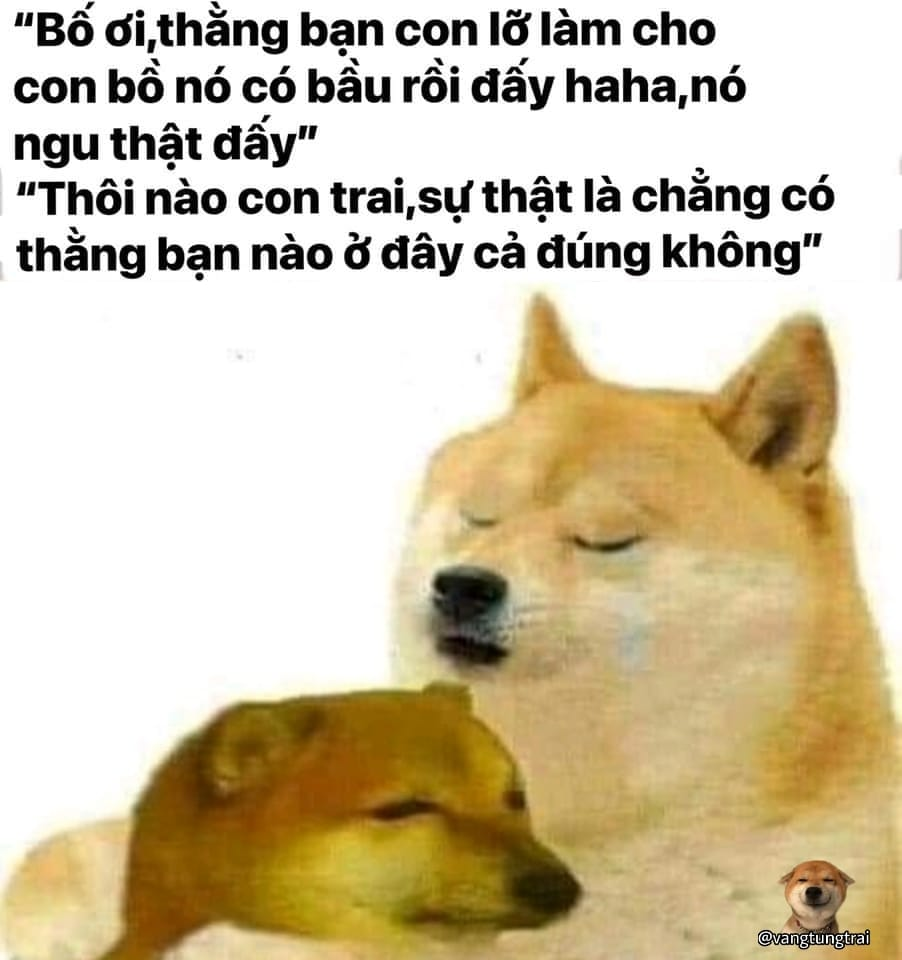 "Bố ơi,thằng bạn con lỡ làm cho
con bồ nó có bầu rồi đấy haha,nó
ngu thật đấy"
"Thôi nào con trai,sự thật là chẳng có
thằng bạn nào ở đây cả đúng không"
@vangtungtrai